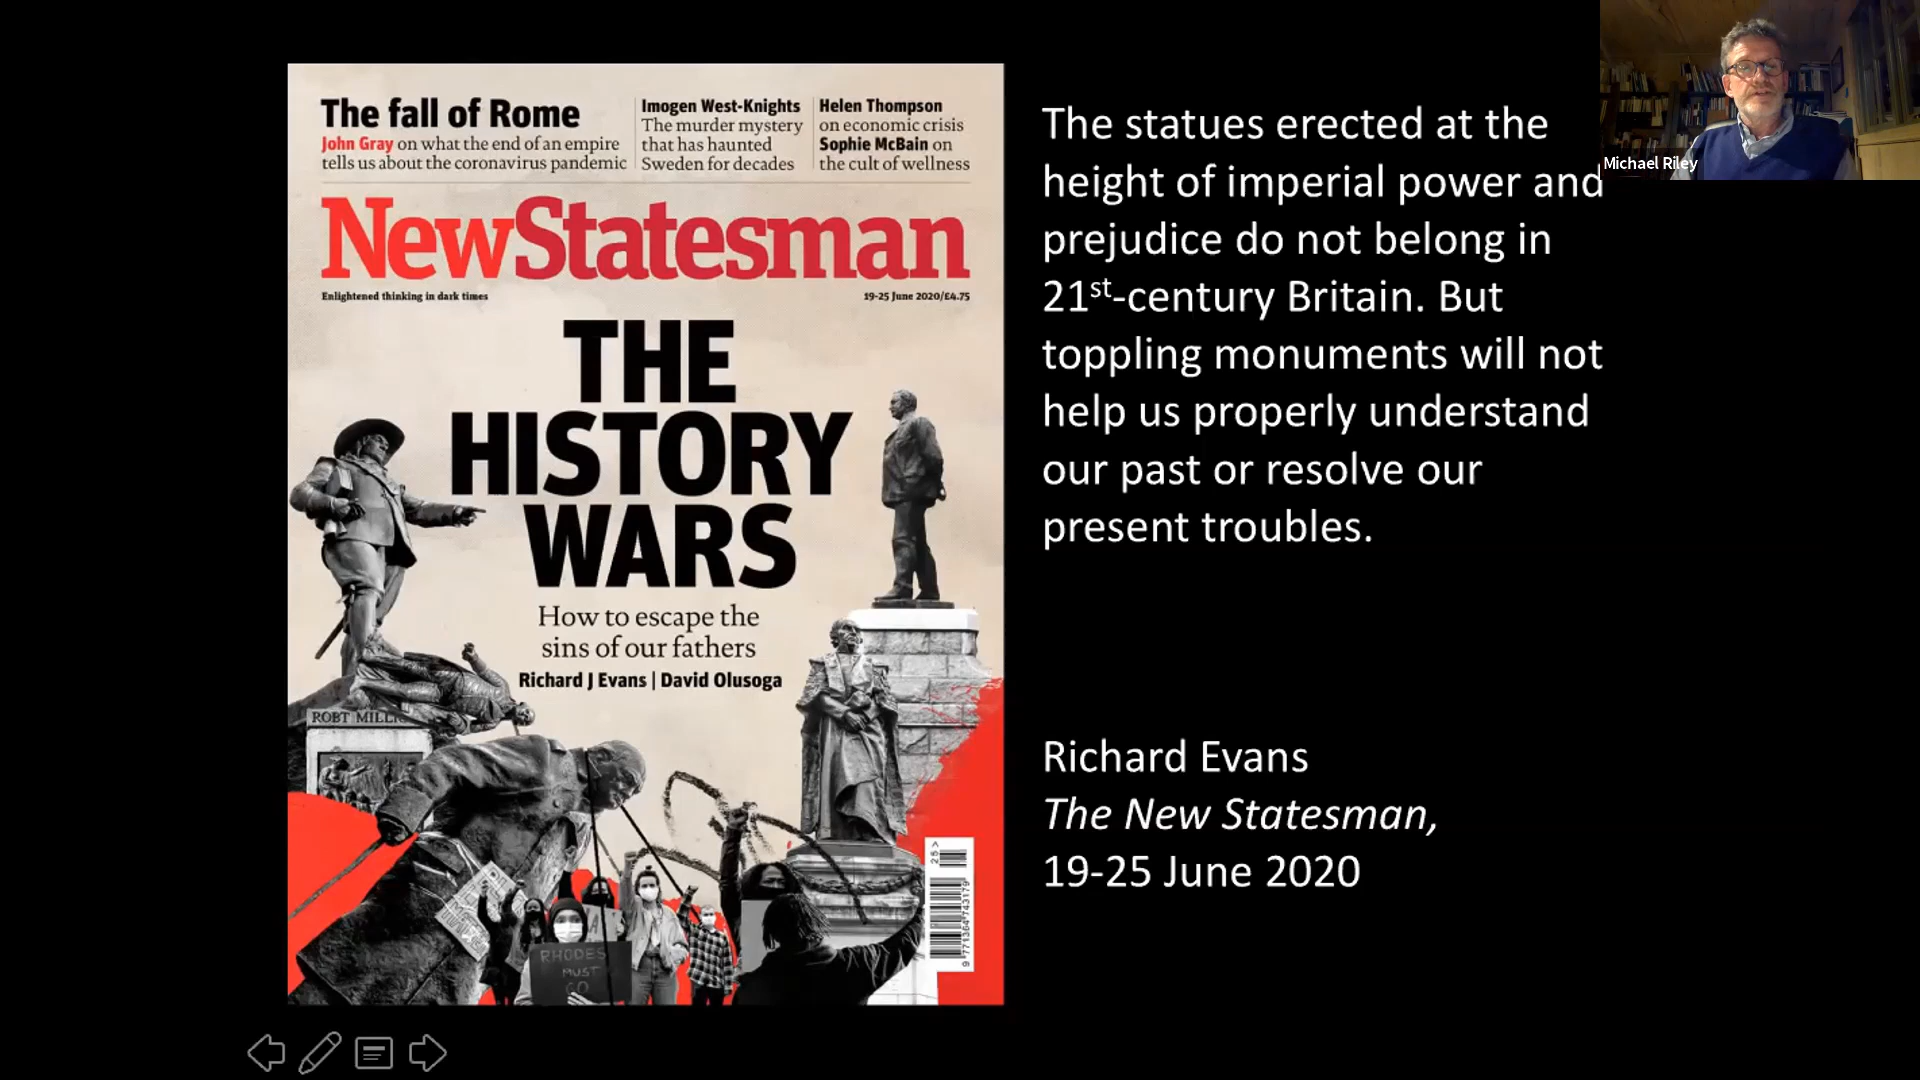 The fall of Rome
John Gray on what the end of an empire
tells us about the coronavirus pandemic
Imogen West-Knights
The murder mystery
that has haunted
Sweden for decades
Helen Thompson
on economic crisis
Sophie McBain on
the cult of wellness
NewStatesman
Enlightened thinking in dark times
19-25 June 2020/£4.75
THE
HISTORY
WARS
How to escape the
sins of our fathers
Richard J Evans | David Olusoga
ROBT MILLI
RHODES
MUST
GO
25>
9 771364 743179
The statues erected at the
height of imperial power and
prejudice do not belong in
21st-century Britain. But
toppling monuments will not
help us properly understand
our past or resolve our
present troubles.
Richard Evans
The New Statesman,
19-25 June 2020
Michael Riley